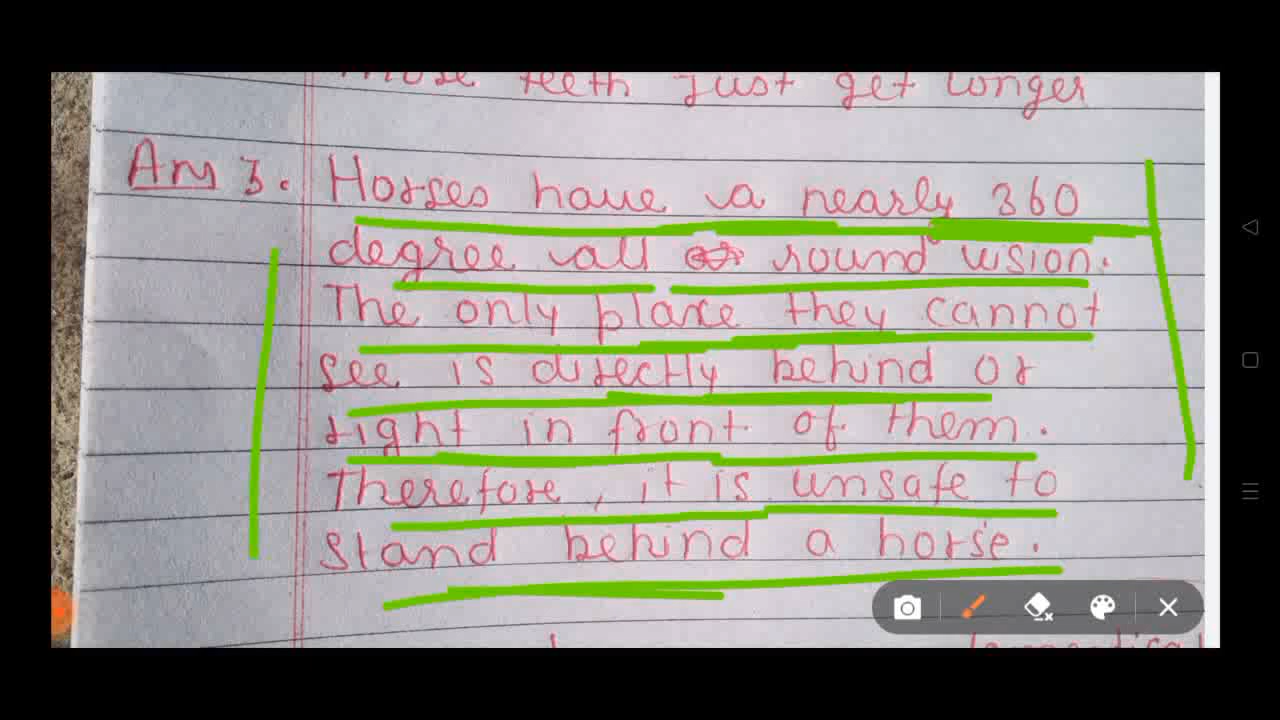 those teeth just get longer
Ans 3. Horses have a nearly 360
degree all round vision.
The only place they cannot
see is directly behind or
right in front of them.
Therefore, it is unsafe to
stand behind a horse.